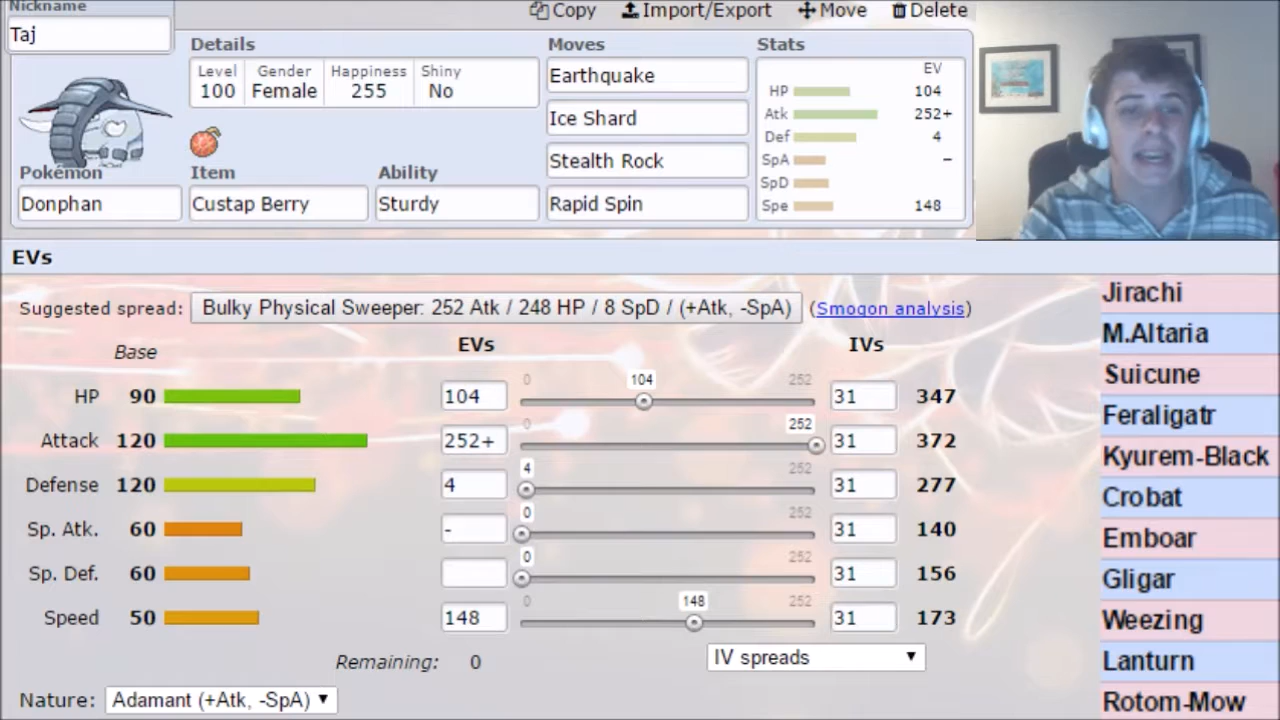 Nickname
Copy Import/Export Move Delete
Taj
Details
Moves
Stats
Level Gender Happiness Shiny
100 Female 255 No
Earthquake
Ice Shard
Stealth Rock
Rapid Spin
EV
HP 104
Atk 252+
Def 4
SpA –
SpD
Spe 148
Pokémon
Item
Ability
Donphan
Custap Berry
Sturdy
EVs
Suggested spread: Bulky Physical Sweeper: 252 Atk / 248 HP / 8 SpD / (+Atk, -SpA) (Smogon analysis)
Base EVs IVs
0 104 252
HP 90 104 31 347
0 252
Attack 120 252+ 31 372
4 252
Defense 120 4 31 277
0 252
Sp. Atk. 60 - 31 140
0 252
Sp. Def. 60 31 156
0 148 252
Speed 50 148 31 173
Remaining: 0 IV spreads
Nature: Adamant (+Atk, -SpA)
Jirachi
M.Altaria
Suicune
Feraligatr
Kyurem-Black
Crobat
Emboar
Gligar
Weezing
Lanturn
Rotom-Mow